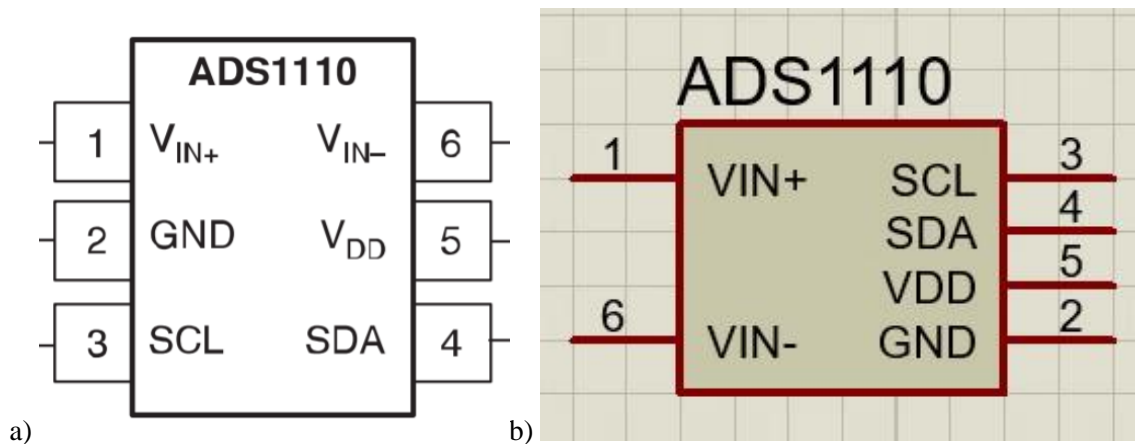 ADS1110
1 VIN+ VIN– 6
2 GND VDD 5
3 SCL SDA 4
a)
ADS1110
1 VIN+ SCL 3
SDA 4
VDD 5
6 VIN- GND 2
b)